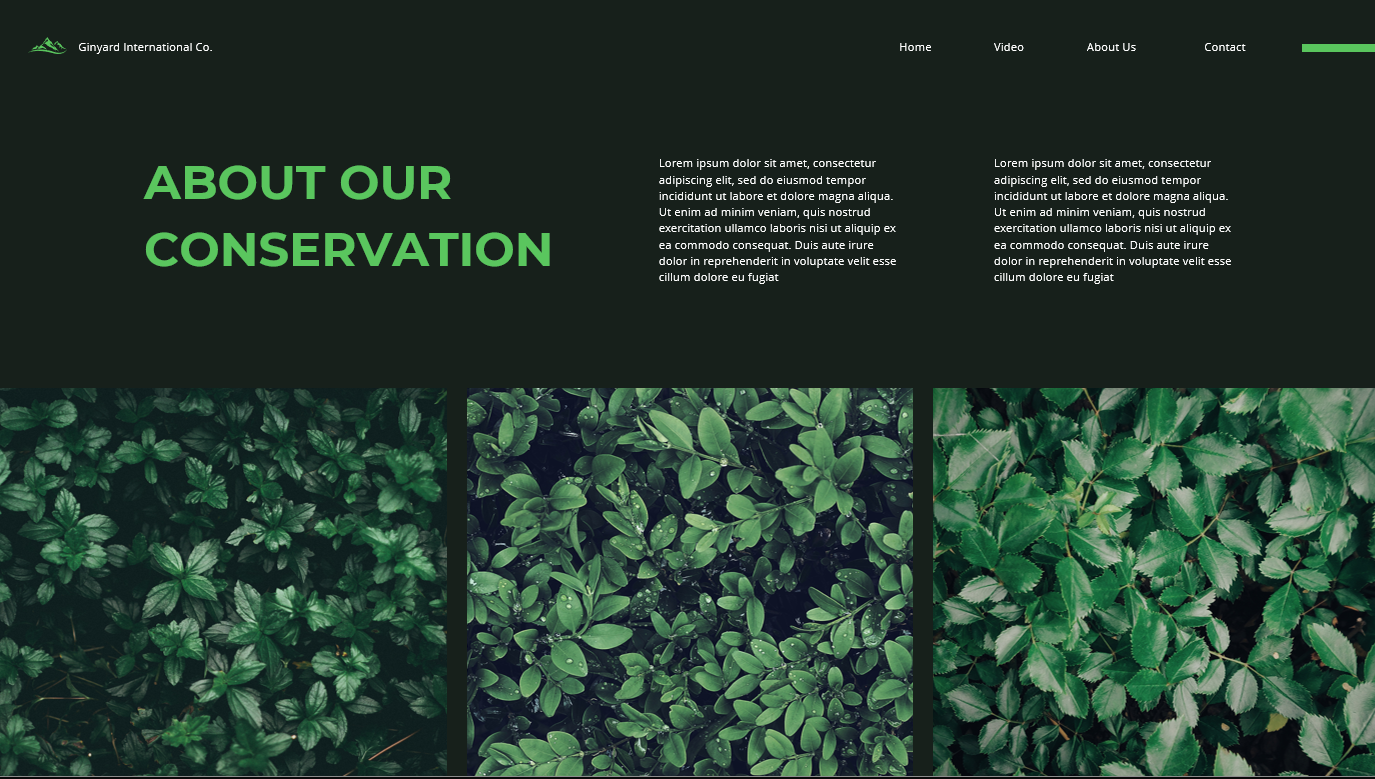 Ginyard International Co.
Home
Video
About Us
Contact
ABOUT OUR
CONSERVATION
Lorem ipsum dolor sit amet, consectetur
adipiscing elit, sed do eiusmod tempor
incididunt ut labore et dolore magna aliqua.
Ut enim ad minim veniam, quis nostrud
exercitation ullamco laboris nisi ut aliquip ex
ea commodo consequat. Duis aute irure
dolor in reprehenderit in voluptate velit esse
cillum dolore eu fugiat
Lorem ipsum dolor sit amet, consectetur
adipiscing elit, sed do eiusmod tempor
incididunt ut labore et dolore magna aliqua.
Ut enim ad minim veniam, quis nostrud
exercitation ullamco laboris nisi ut aliquip ex
ea commodo consequat. Duis aute irure
dolor in reprehenderit in voluptate velit esse
cillum dolore eu fugiat